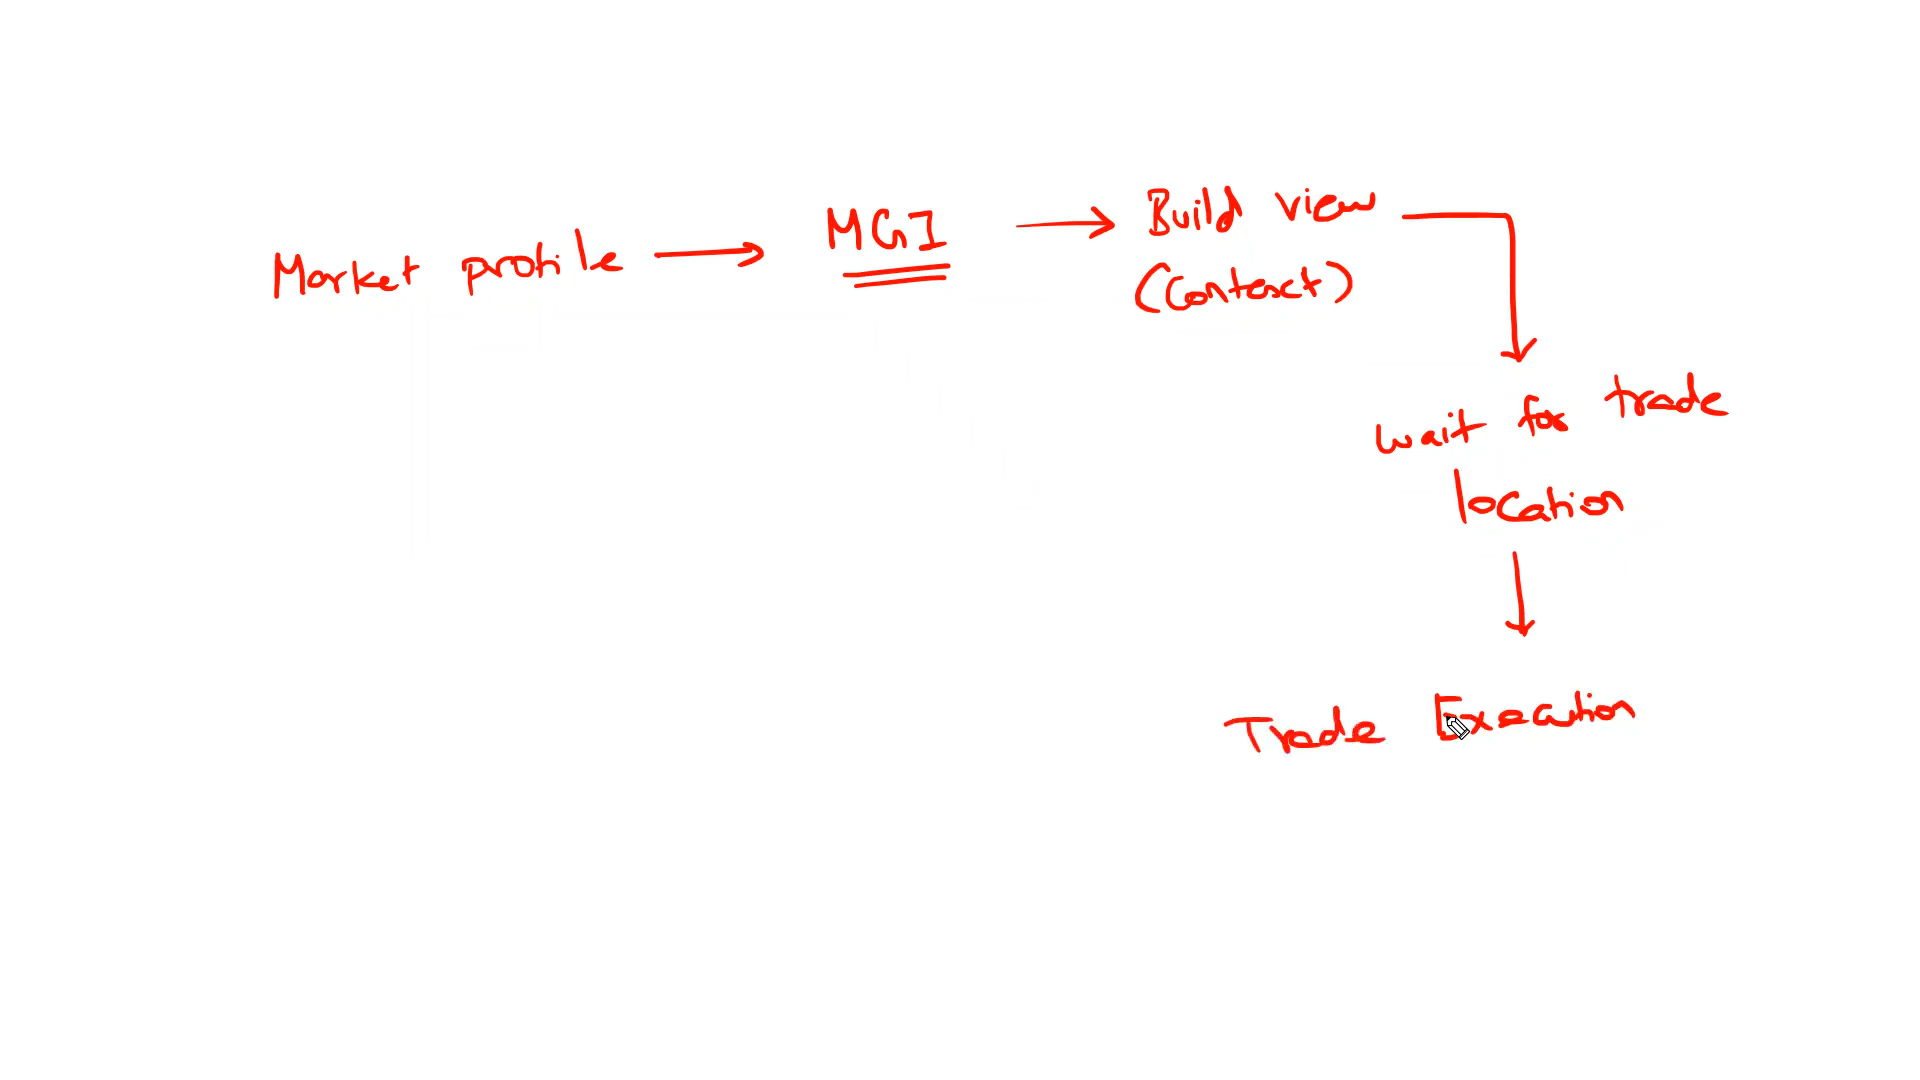 Market profile
MGI
Build view
(Context)
wait for trade
location
Trade Execution